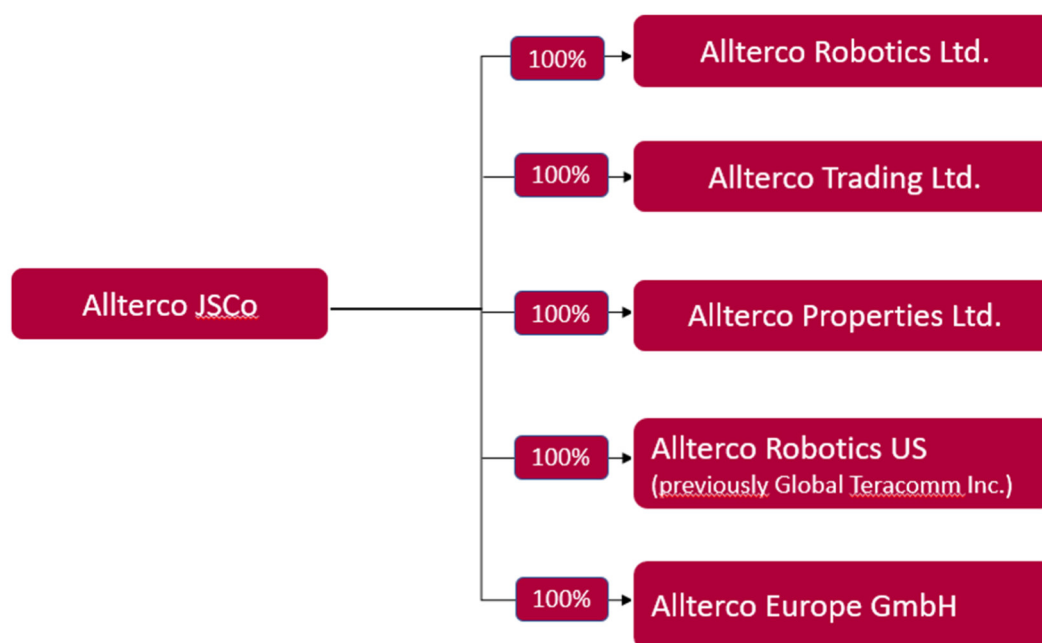 100%
Allterco Robotics Ltd.
100%
Allterco Trading Ltd.
Allterco JSCo
100%
Allterco Properties Ltd.
100%
Allterco Robotics US
(previously Global Teracomm Inc.)
100%
Allterco Europe GmbH